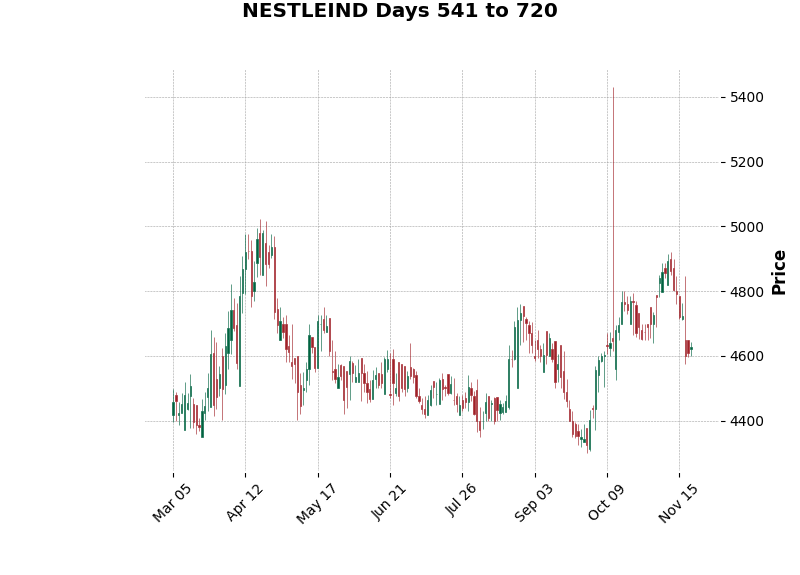 NESTLEIND Days 541 to 720
5400
5200
5000
4800
4600
4400
Price
Mar 05
Apr 12
May 17
Jun 21
Jul 26
Sep 03
Oct 09
Nov 15